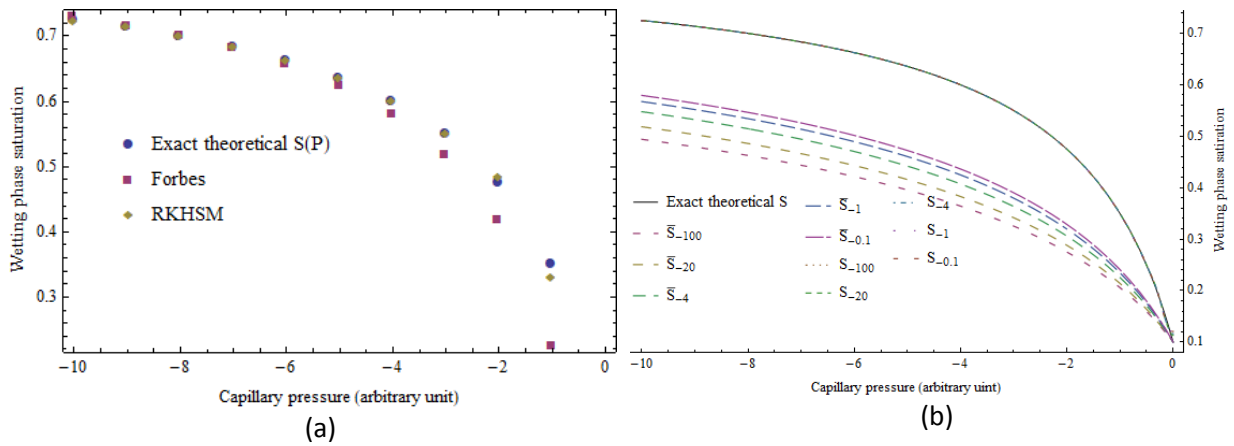 0.7
0.6
0.5
0.4
0.3
−10
−8
−6
−4
−2
0
Wetting phase saturation
Capillary pressure (arbitrary unit)
Exact theoretical S(P)
Forbes
RKHSM
(a)
0.7
0.6
0.5
0.4
0.3
0.2
0.1
−10
−8
−6
−4
−2
0
Wetting phase satiration
Capillary pressure (arbitrary uint)
Exact theoretical S
S̅₋₁₀₀
S̅₋₂₀
S̅₋₄
S̅₋₁
S̅₋₀.₁
S₋₁₀₀
S₋₂₀
S₋₄
S₋₁
S₋₀.₁
(b)